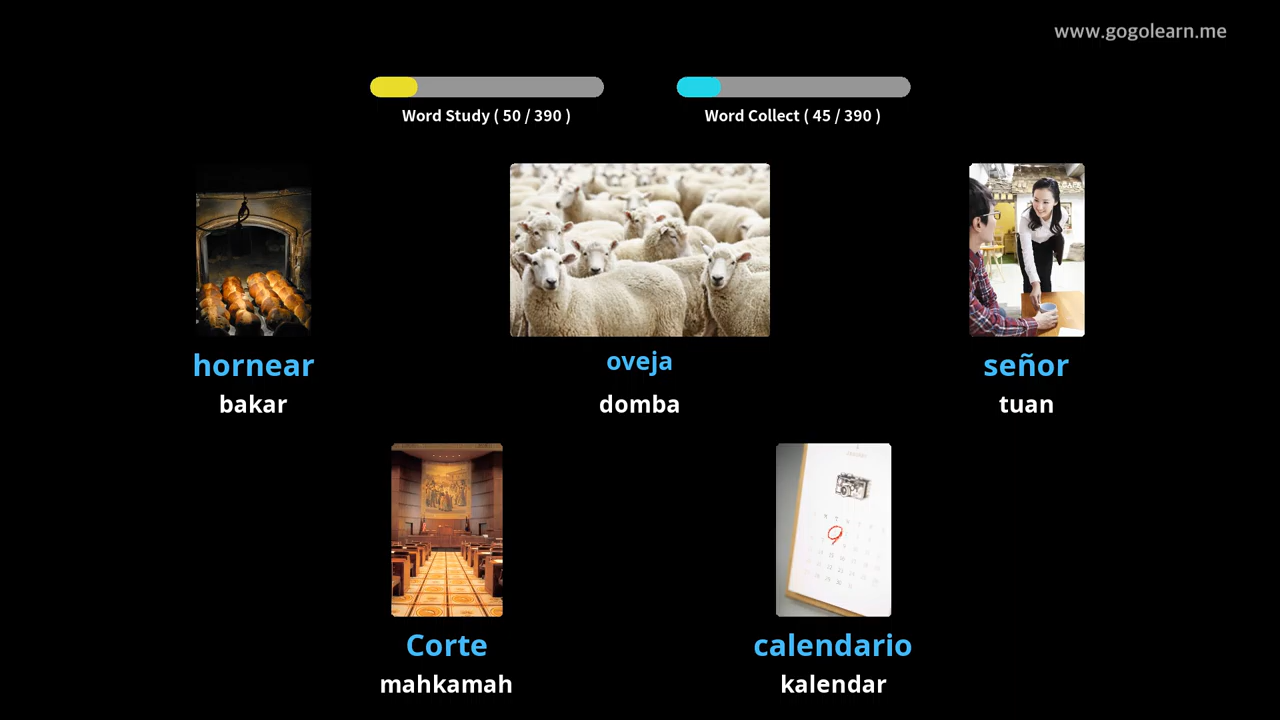 www.gogolearn.me
Word Study ( 50 / 390 )
Word Collect ( 45 / 390 )
hornear
bakar
oveja
domba
señor
tuan
Corte
mahkamah
calendario
kalendar